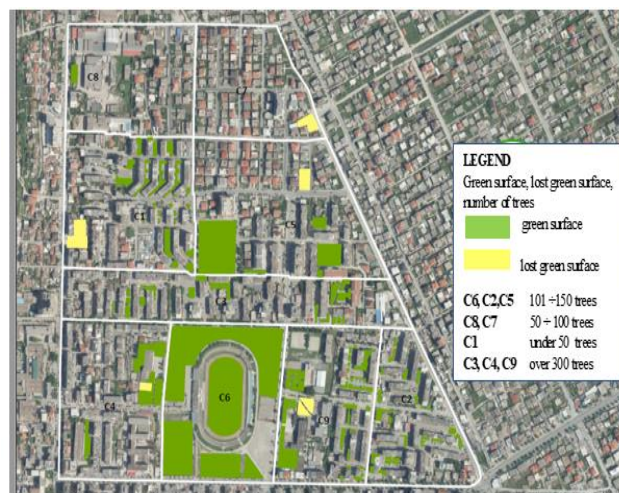 C8
C7
C1
C5
C3
C4
C6
C9
C2
LEGEND
Green surface, lost green surface,
number of trees
green surface
lost green surface
C6, C2,C5 101 ÷150 trees
C8, C7 50 ÷ 100 trees
C1 under 50 trees
C3, C4, C9 over 300 trees